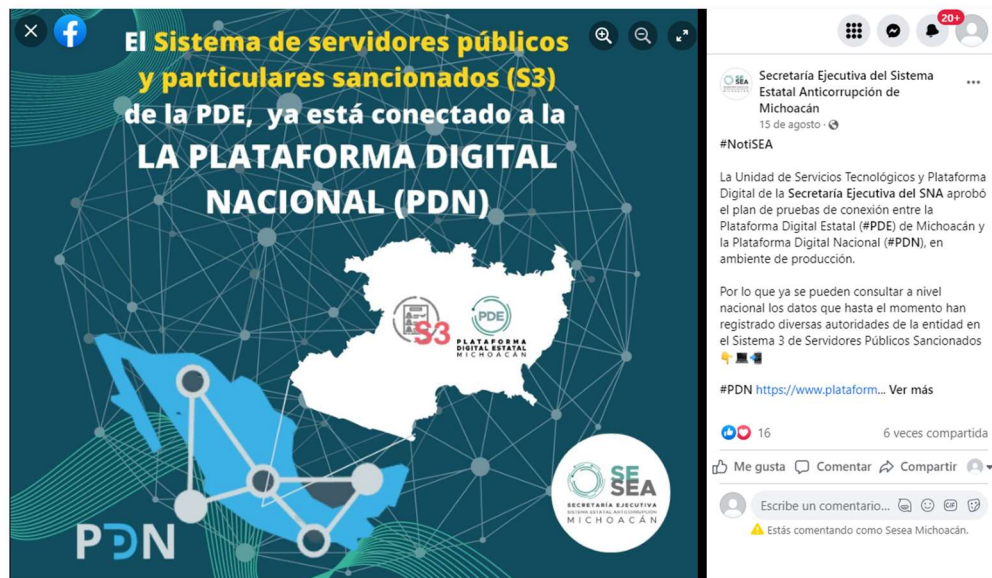 El Sistema de servidores públicos
y particulares sancionados (S3)
de la PDE, ya está conectado a la
LA PLATAFORMA DIGITAL
NACIONAL (PDN)
S3
PDE
PLATAFORMA
DIGITAL ESTATAL
MICHOACÁN
PDN
SE
SEA
SECRETARÍA EJECUTIVA
SISTEMA ESTATAL ANTICORRUPCIÓN
MICHOACÁN
20+
SE
SEA
Secretaría Ejecutiva del Sistema
Estatal Anticorrupción de
Michoacán
15 de agosto ·
#NotiSEA
La Unidad de Servicios Tecnológicos y Plataforma
Digital de la Secretaría Ejecutiva del SNA aprobó
el plan de pruebas de conexión entre la
Plataforma Digital Estatal (#PDE) de Michoacán y
la Plataforma Digital Nacional (#PDN), en
ambiente de producción.
Por lo que ya se pueden consultar a nivel
nacional los datos que hasta el momento han
registrado diversas autoridades de la entidad en
el Sistema 3 de Servidores Públicos Sancionados
#PDN https://www.plataform... Ver más
16
6 veces compartida
Me gusta Comentar Compartir
Escribe un comentario... GIF
Estás comentando como Sesea Michoacán.